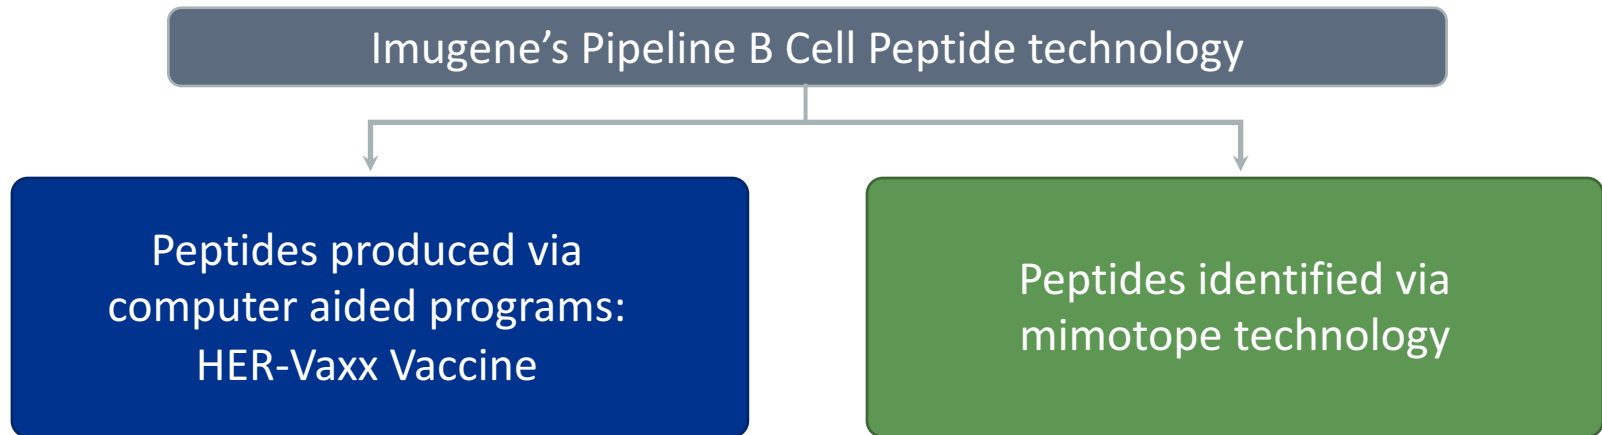 Imugene’s Pipeline B Cell Peptide technology
Peptides produced via
computer aided programs:
HER-Vaxx Vaccine
Peptides identified via
mimotope technology